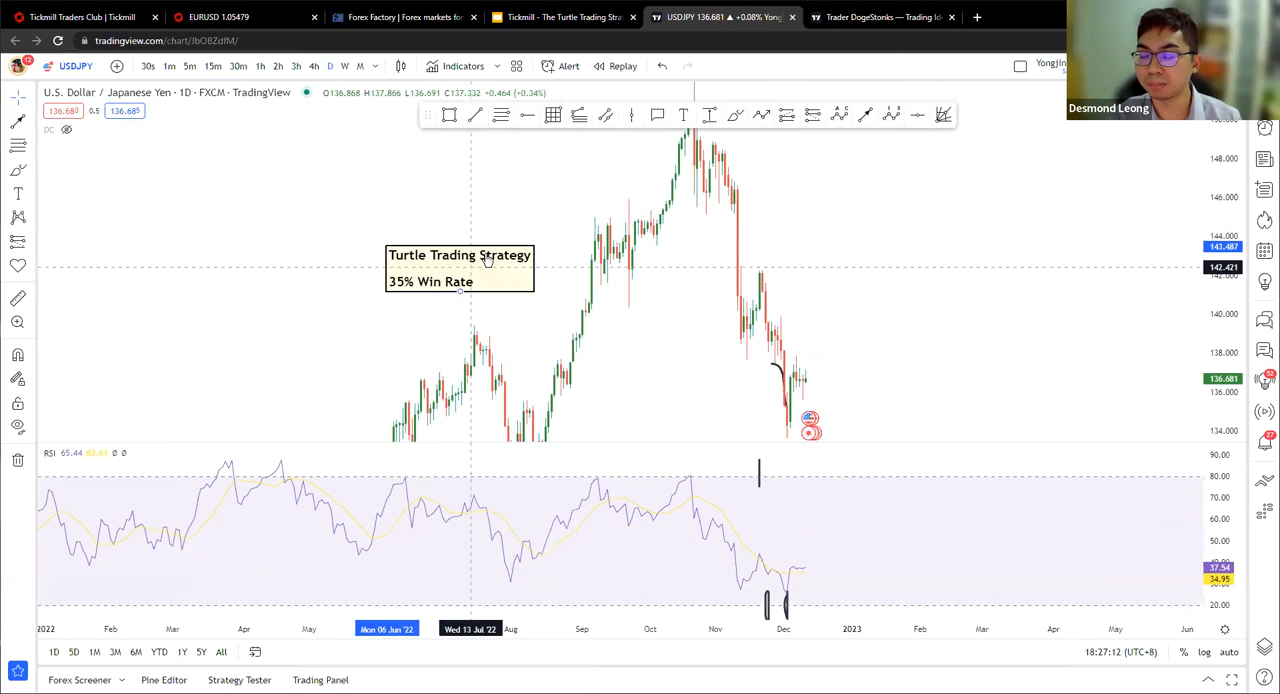 Tickmill Traders Club | Tickmill
EURUSD 1.05479
Forex Factory | Forex markets for
Tickmill - The Turtle Trading Stra
USDJPY 136.681 ▲ +0.08% Yong
Trader DogeStonks — Trading Id
tradingview.com/chart/JbOBZdfM/
12
USDJPY
30s 1m 5m 15m 30m 1h 2h 3h 4h D W M
Indicators
Alert
Replay
Yongjin
Desmond Leong
U.S. Dollar / Japanese Yen · 1D · FXCM · TradingView
O136.868 H137.866 L136.691 C137.332 +0.464 (+0.34%)
136.680 0.5 136.685
DC
148.000
146.000
144.000
143.487
142.421
140.000
138.000
136.681
136.000
134.000
Turtle Trading Strategy
35% Win Rate
RSI 65.44 62.61 Ø Ø
90.00
80.00
70.00
60.00
50.00
40.00
37.54
34.95
20.00
2022 Feb Mar Apr May Mon 06 Jun '22 Wed 13 Jul '22 Aug Sep Oct Nov Dec 2023 Feb Mar Apr May Jun
1D 5D 1M 3M 6M YTD 1Y 5Y All
18:27:12 (UTC+8) % log auto
Forex Screener Pine Editor Strategy Tester Trading Panel
52
27